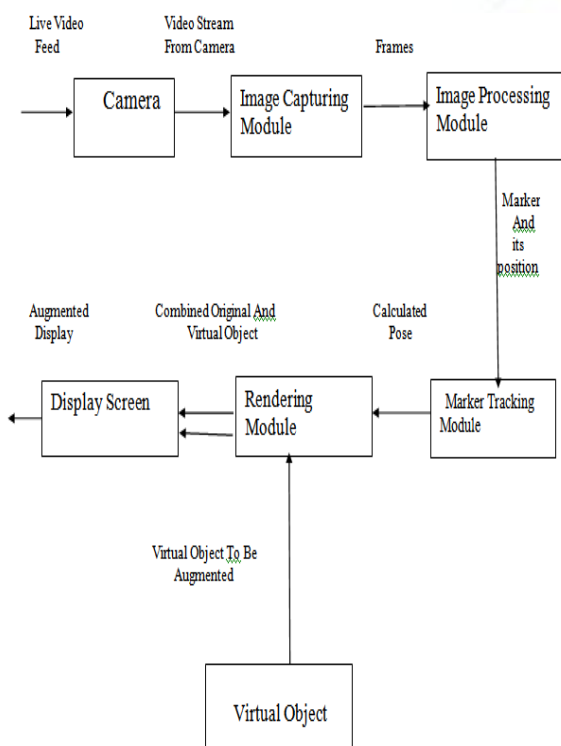 Live Video
Feed
Video Stream
From Camera
Frames
Camera
Image Capturing
Module
Image Processing
Module
Marker
And
its
position
Augmented
Display
Combined Original And
Virtual Object
Calculated
Pose
Display Screen
Rendering
Module
Marker Tracking
Module
Virtual Object To Be
Augmented
Virtual Object